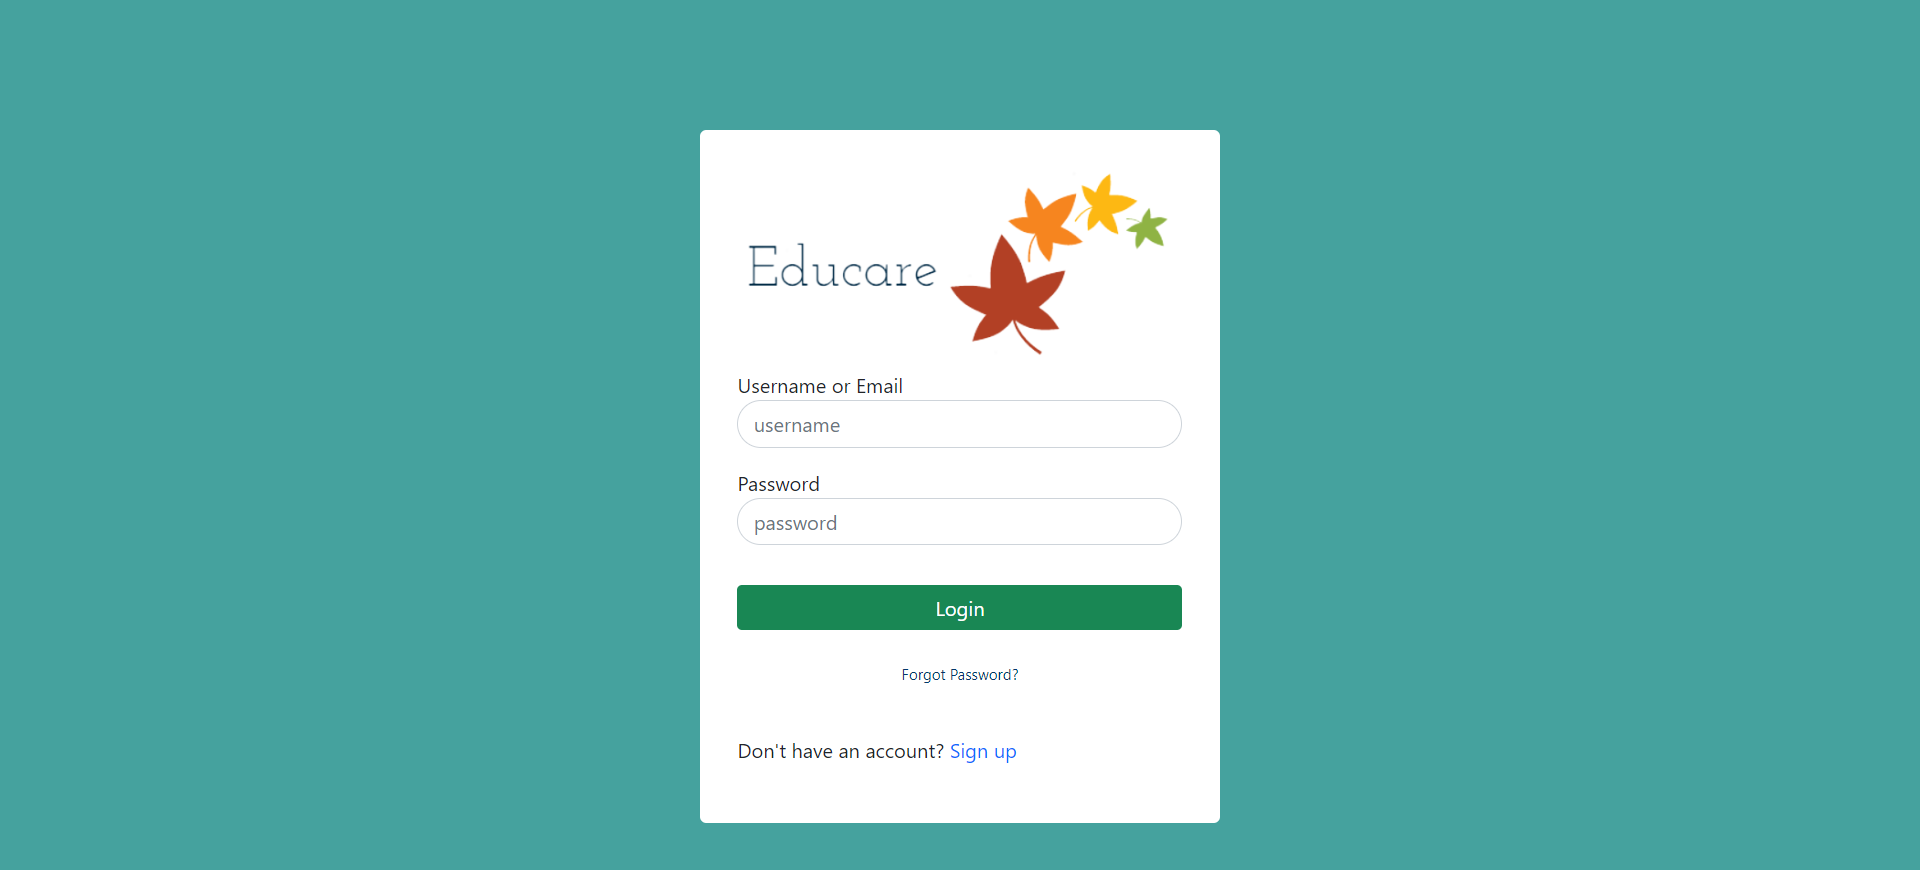 Educare
Username or Email
username
Password
password
Login
Forgot Password?
Don't have an account? Sign up